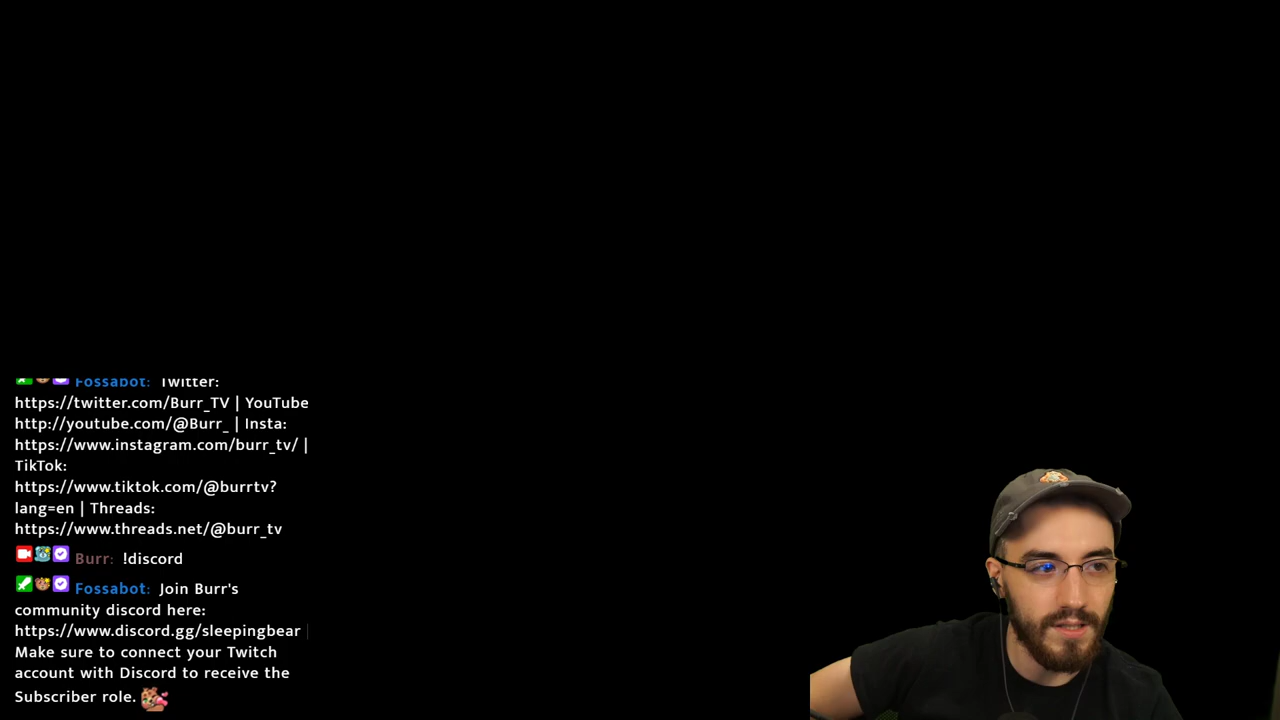 Fossabot: Twitter:
https://twitter.com/Burr_TV | YouTube
http://youtube.com/@Burr_ | Insta:
https://www.instagram.com/burr_tv/ |
TikTok:
https://www.tiktok.com/@burrtv?
lang=en | Threads:
https://www.threads.net/@burr_tv
Burr: !discord
Fossabot: Join Burr's
community discord here:
https://www.discord.gg/sleepingbear |
Make sure to connect your Twitch
account with Discord to receive the
Subscriber role.